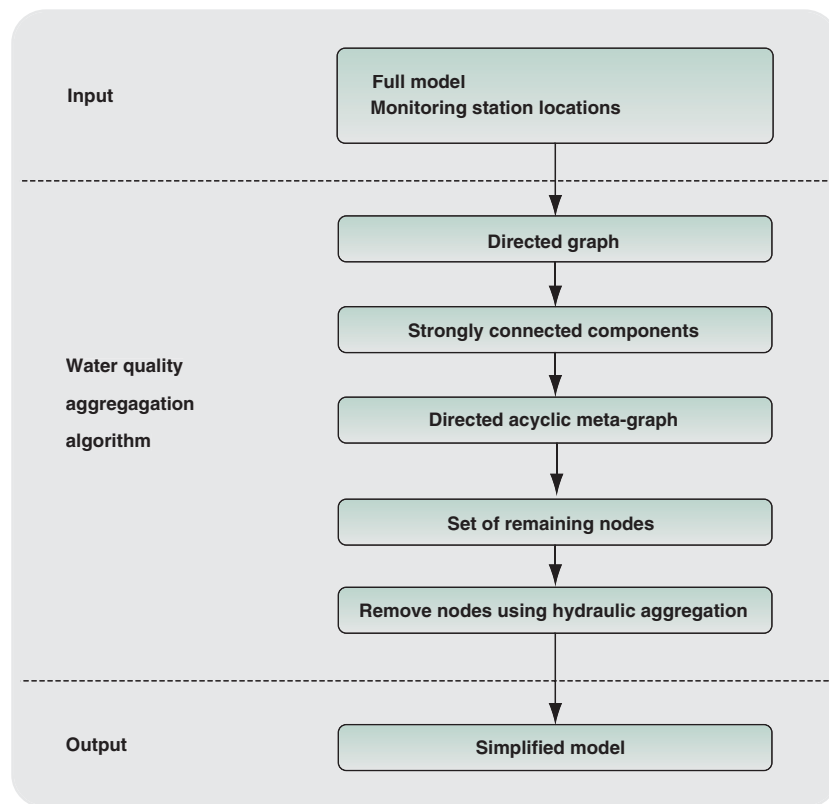 Input
Full model
Monitoring station locations
Directed graph
Strongly connected components
Water quality
aggregagation
algorithm
Directed acyclic meta-graph
Set of remaining nodes
Remove nodes using hydraulic aggregation
Output
Simplified model